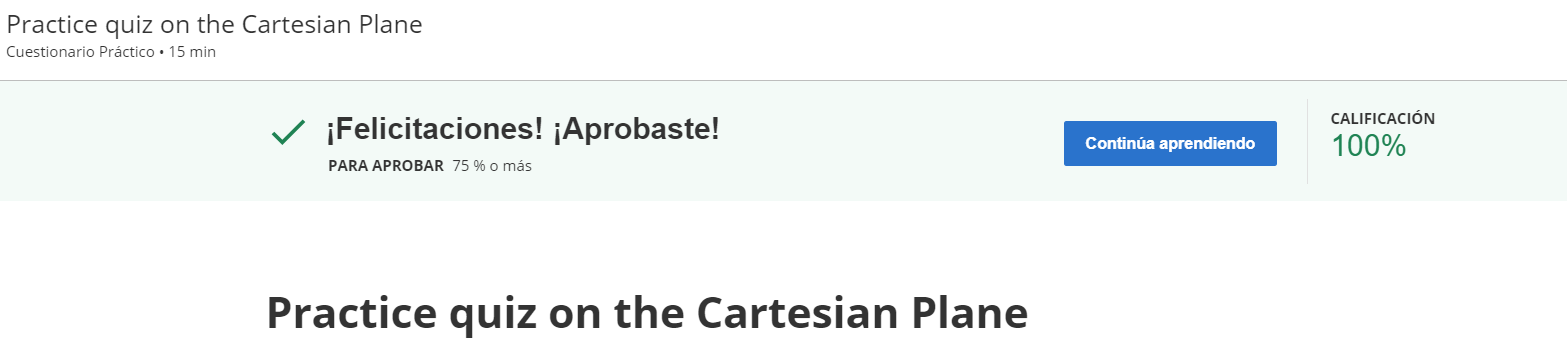 Practice quiz on the Cartesian Plane
Cuestionario Práctico • 15 min
¡Felicitaciones! ¡Aprobaste!
PARA APROBAR 75 % o más
Continúa aprendiendo
CALIFICACIÓN
100%
Practice quiz on the Cartesian Plane